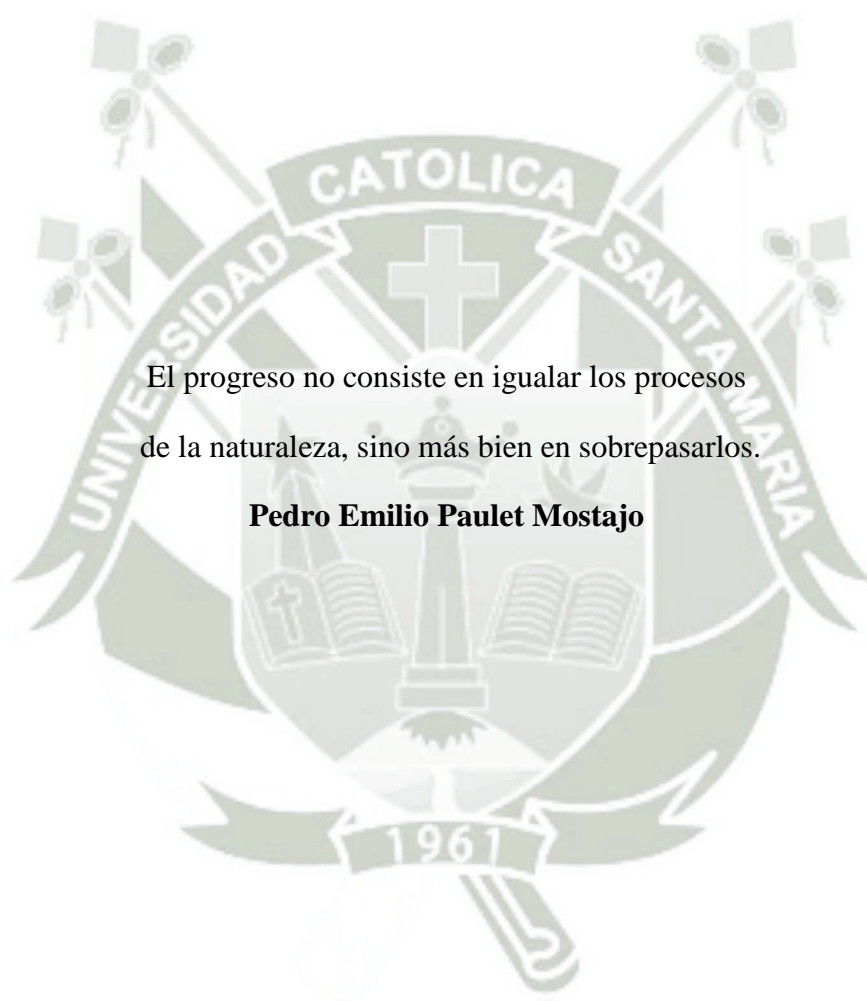 CATOLICA
UNIVERSIDAD
SANTA MARIA
El progreso no consiste en igualar los procesos
de la naturaleza, sino más bien en sobrepasarlos.
Pedro Emilio Paulet Mostajo
1961